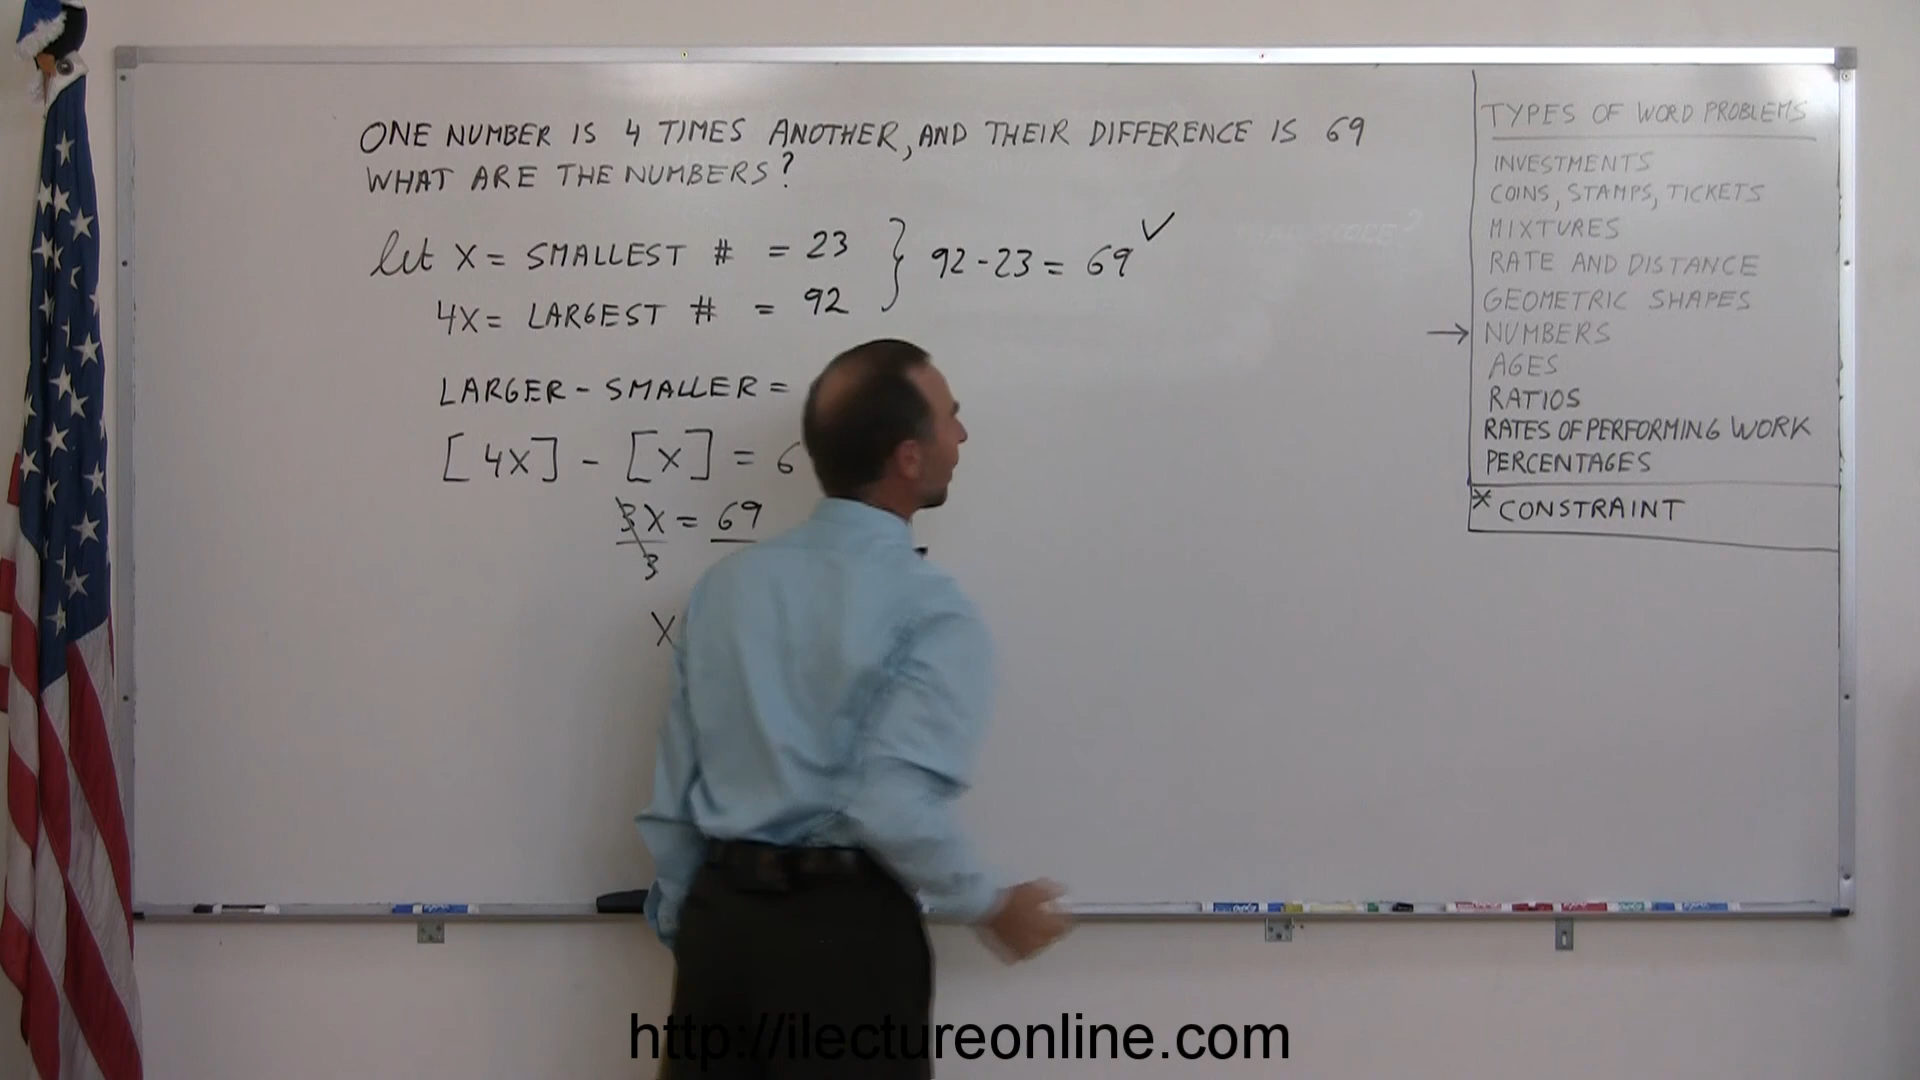 ONE NUMBER IS 4 TIMES ANOTHER, AND THEIR DIFFERENCE IS 69
WHAT ARE THE NUMBERS?
let X = SMALLEST # = 23
4X = LARGEST # = 92
} 92 - 23 = 69 ✓
LARGER - SMALLER =
[4X] - [X] = 6
3X = 69
3
X
TYPES OF WORD PROBLEMS
INVESTMENTS
COINS, STAMPS, TICKETS
MIXTURES
RATE AND DISTANCE
GEOMETRIC SHAPES
→ NUMBERS
AGES
RATIOS
RATES OF PERFORMING WORK
PERCENTAGES
* CONSTRAINT
http://ilectureonline.com